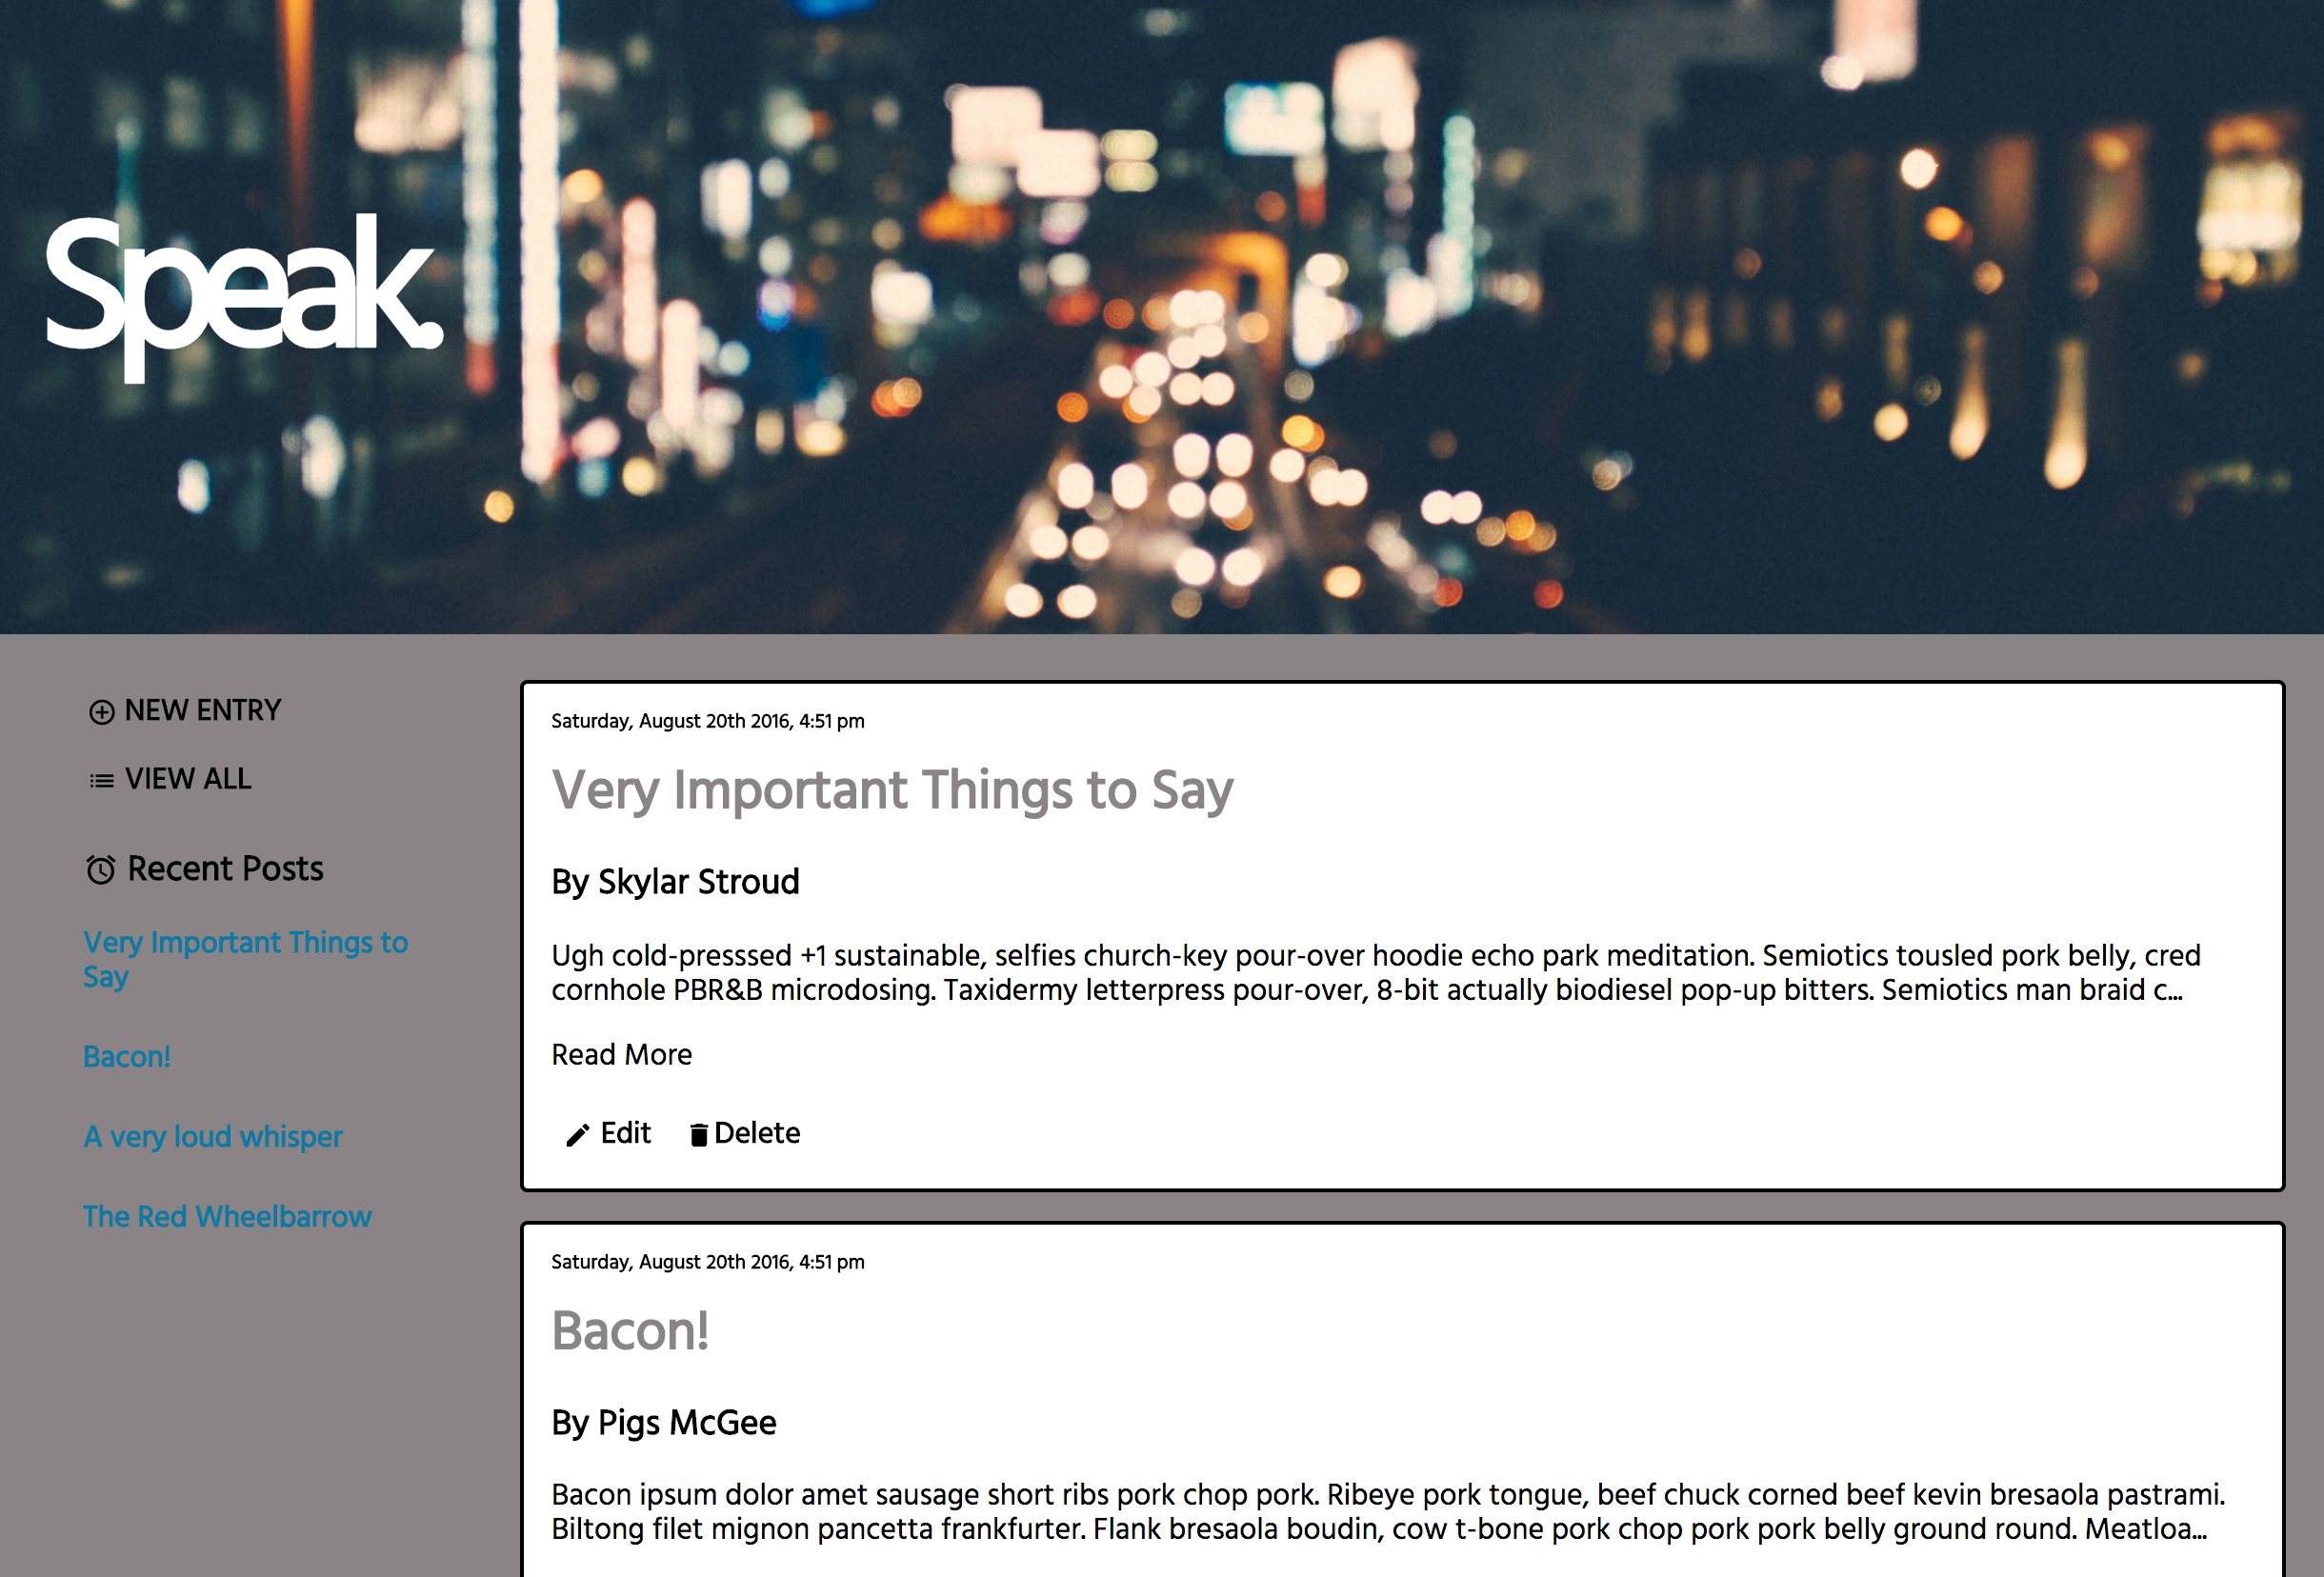 Speak.
NEW ENTRY
VIEW ALL
Recent Posts
Very Important Things to
Say
Bacon!
A very loud whisper
The Red Wheelbarrow
Saturday, August 20th 2016, 4:51 pm
Very Important Things to Say
By Skylar Stroud
Ugh cold-presssed +1 sustainable, selfies church-key pour-over hoodie echo park meditation. Semiotics tousled pork belly, cred
cornhole PBR&B microdosing. Taxidermy letterpress pour-over, 8-bit actually biodiesel pop-up bitters. Semiotics man braid c...
Read More
Edit Delete
Saturday, August 20th 2016, 4:51 pm
Bacon!
By Pigs McGee
Bacon ipsum dolor amet sausage short ribs pork chop pork. Ribeye pork tongue, beef chuck corned beef kevin bresaola pastrami.
Biltong filet mignon pancetta frankfurter. Flank bresaola boudin, cow t-bone pork chop pork pork belly ground round. Meatloa...